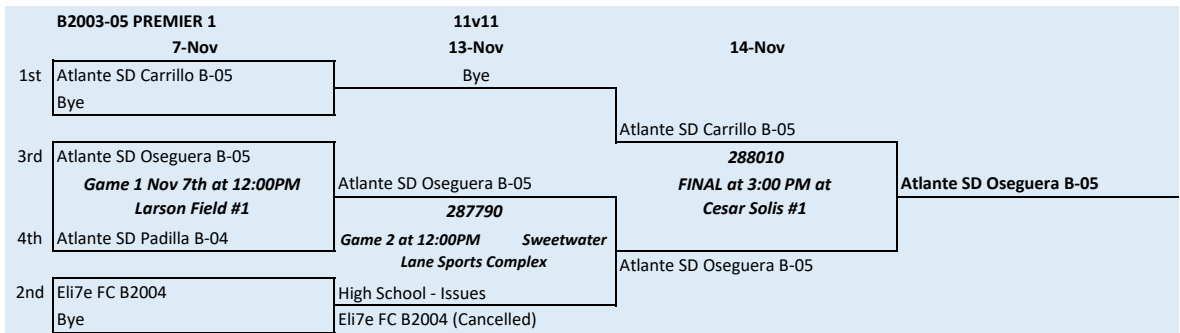 B2003-05 PREMIER 1 11v11
7-Nov 13-Nov 14-Nov
1st Atlante SD Carrillo B-05 Bye
Bye
Atlante SD Carrillo B-05
3rd Atlante SD Oseguera B-05 288010
Game 1 Nov 7th at 12:00PM Atlante SD Oseguera B-05 FINAL at 3:00 PM at Atlante SD Oseguera B-05
Larson Field #1 287790 Cesar Solis #1
4th Atlante SD Padilla B-04 Game 2 at 12:00PM Sweetwater
Lane Sports Complex
Atlante SD Oseguera B-05
2nd Eli7e FC B2004 High School - Issues
Bye Eli7e FC B2004 (Cancelled)